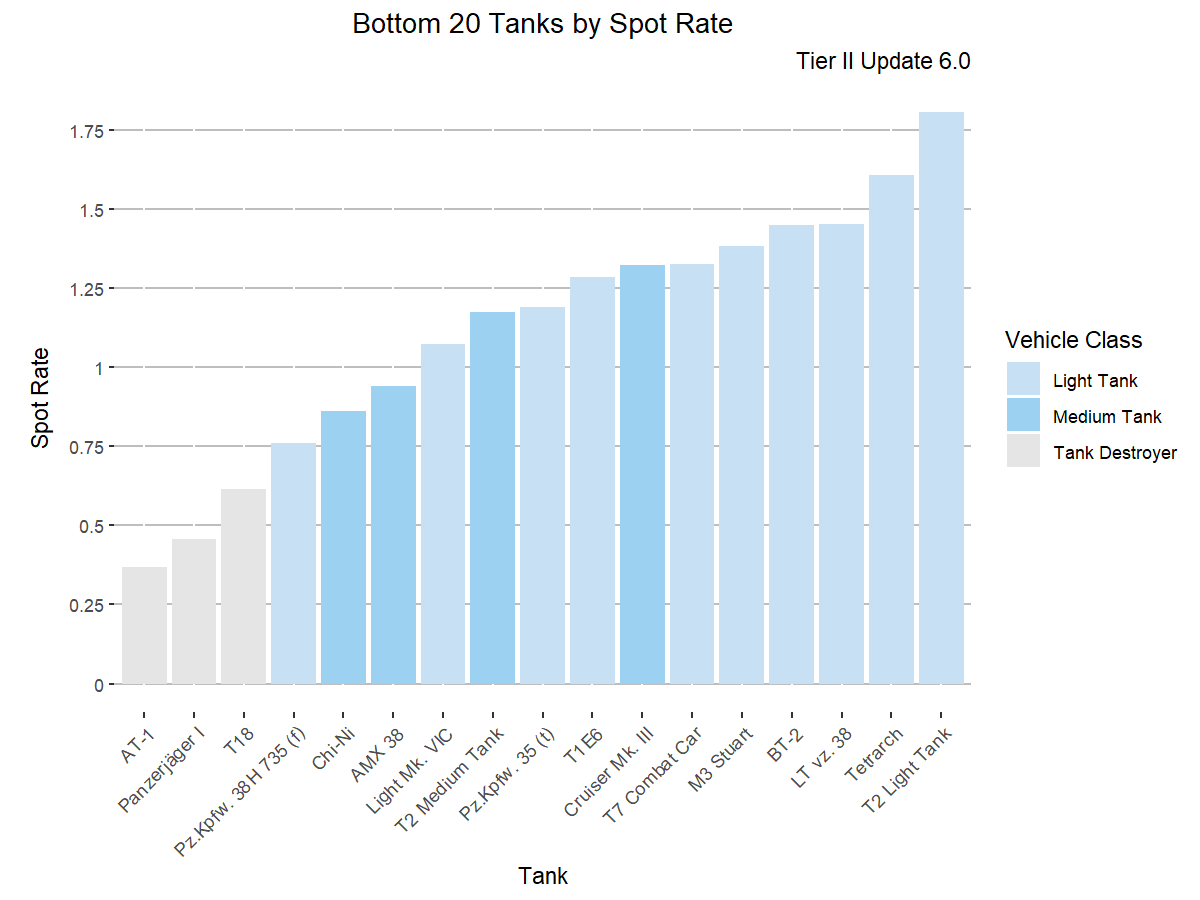 Bottom 20 Tanks by Spot Rate
Tier II Update 6.0
1.75
1.5
1.25
1
0.75
0.5
0.25
0
Spot Rate
AT-1
Panzerjäger I
T18
Pz.Kpfw. 38H 735 (f)
Chi-Ni
AMX 38
Light Mk. VIC
T2 Medium Tank
Pz.Kpfw. 35 (t)
T1E6
Cruiser Mk. III
T7 Combat Car
M3 Stuart
BT-2
LT vz. 38
Tetrarch
T2 Light Tank
Tank
Vehicle Class
Light Tank
Medium Tank
Tank Destroyer